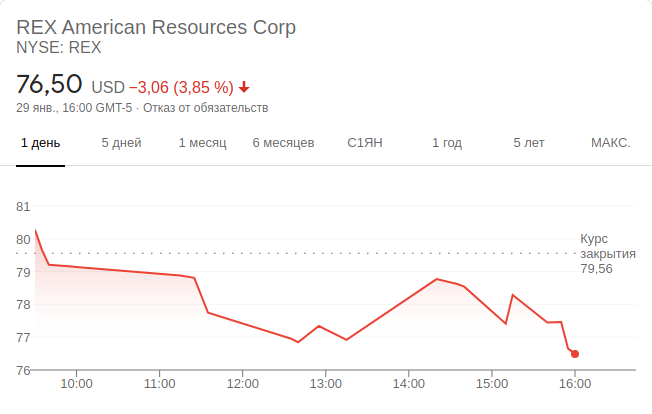 REX American Resources Corp
NYSE: REX
76,50 USD −3,06 (3,85 %)
29 янв., 16:00 GMT-5 · Отказ от обязательств
1 день 5 дней 1 месяц 6 месяцев С1ЯН 1 год 5 лет МАКС.
81
80
79
78
77
76
Курс
закрытия
79,56
10:00 11:00 12:00 13:00 14:00 15:00 16:00